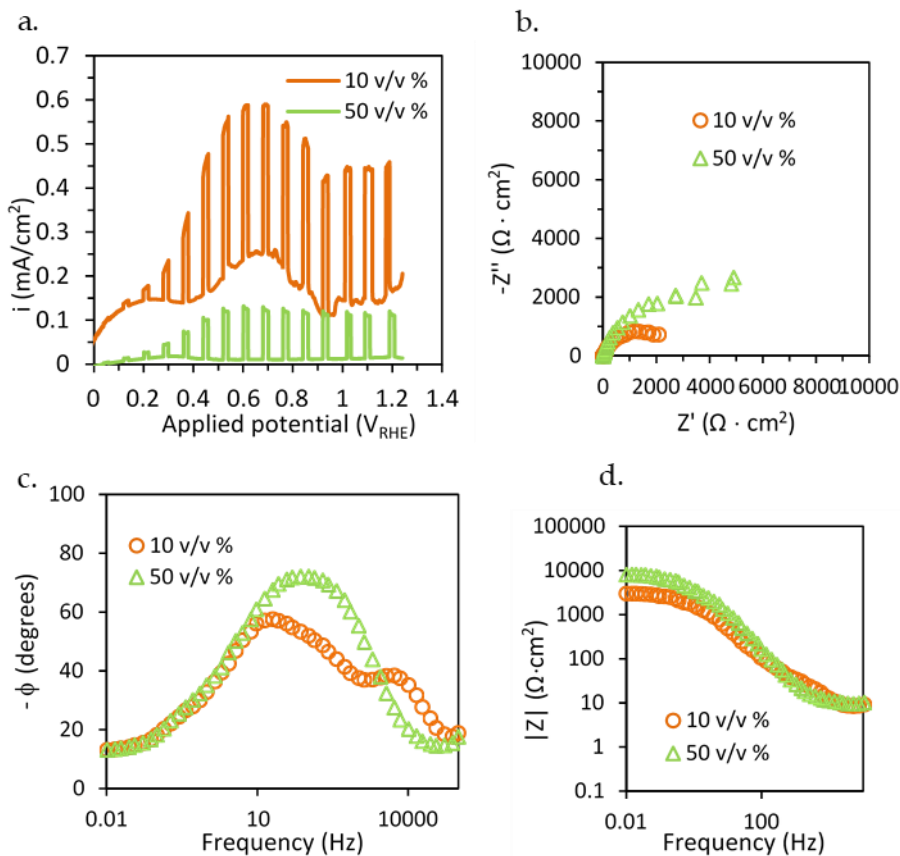 a.
0.7
0.6
0.5
0.4
0.3
0.2
0.1
0
i (mA/cm²)
10 v/v %
50 v/v %
0 0.2 0.4 0.6 0.8 1 1.2 1.4
Applied potential (V_RHE)
b.
10000
8000
6000
4000
2000
0
-Z'' (Ω · cm²)
10 v/v %
50 v/v %
0 2000 4000 6000 8000 10000
Z' (Ω · cm²)
c.
100
80
60
40
20
0
- ϕ (degrees)
10 v/v %
50 v/v %
0.01 10 10000
Frequency (Hz)
d.
100000
10000
1000
100
10
1
0.1
|Z| (Ω·cm²)
10 v/v %
50 v/v %
0.01 100
Frequency (Hz)